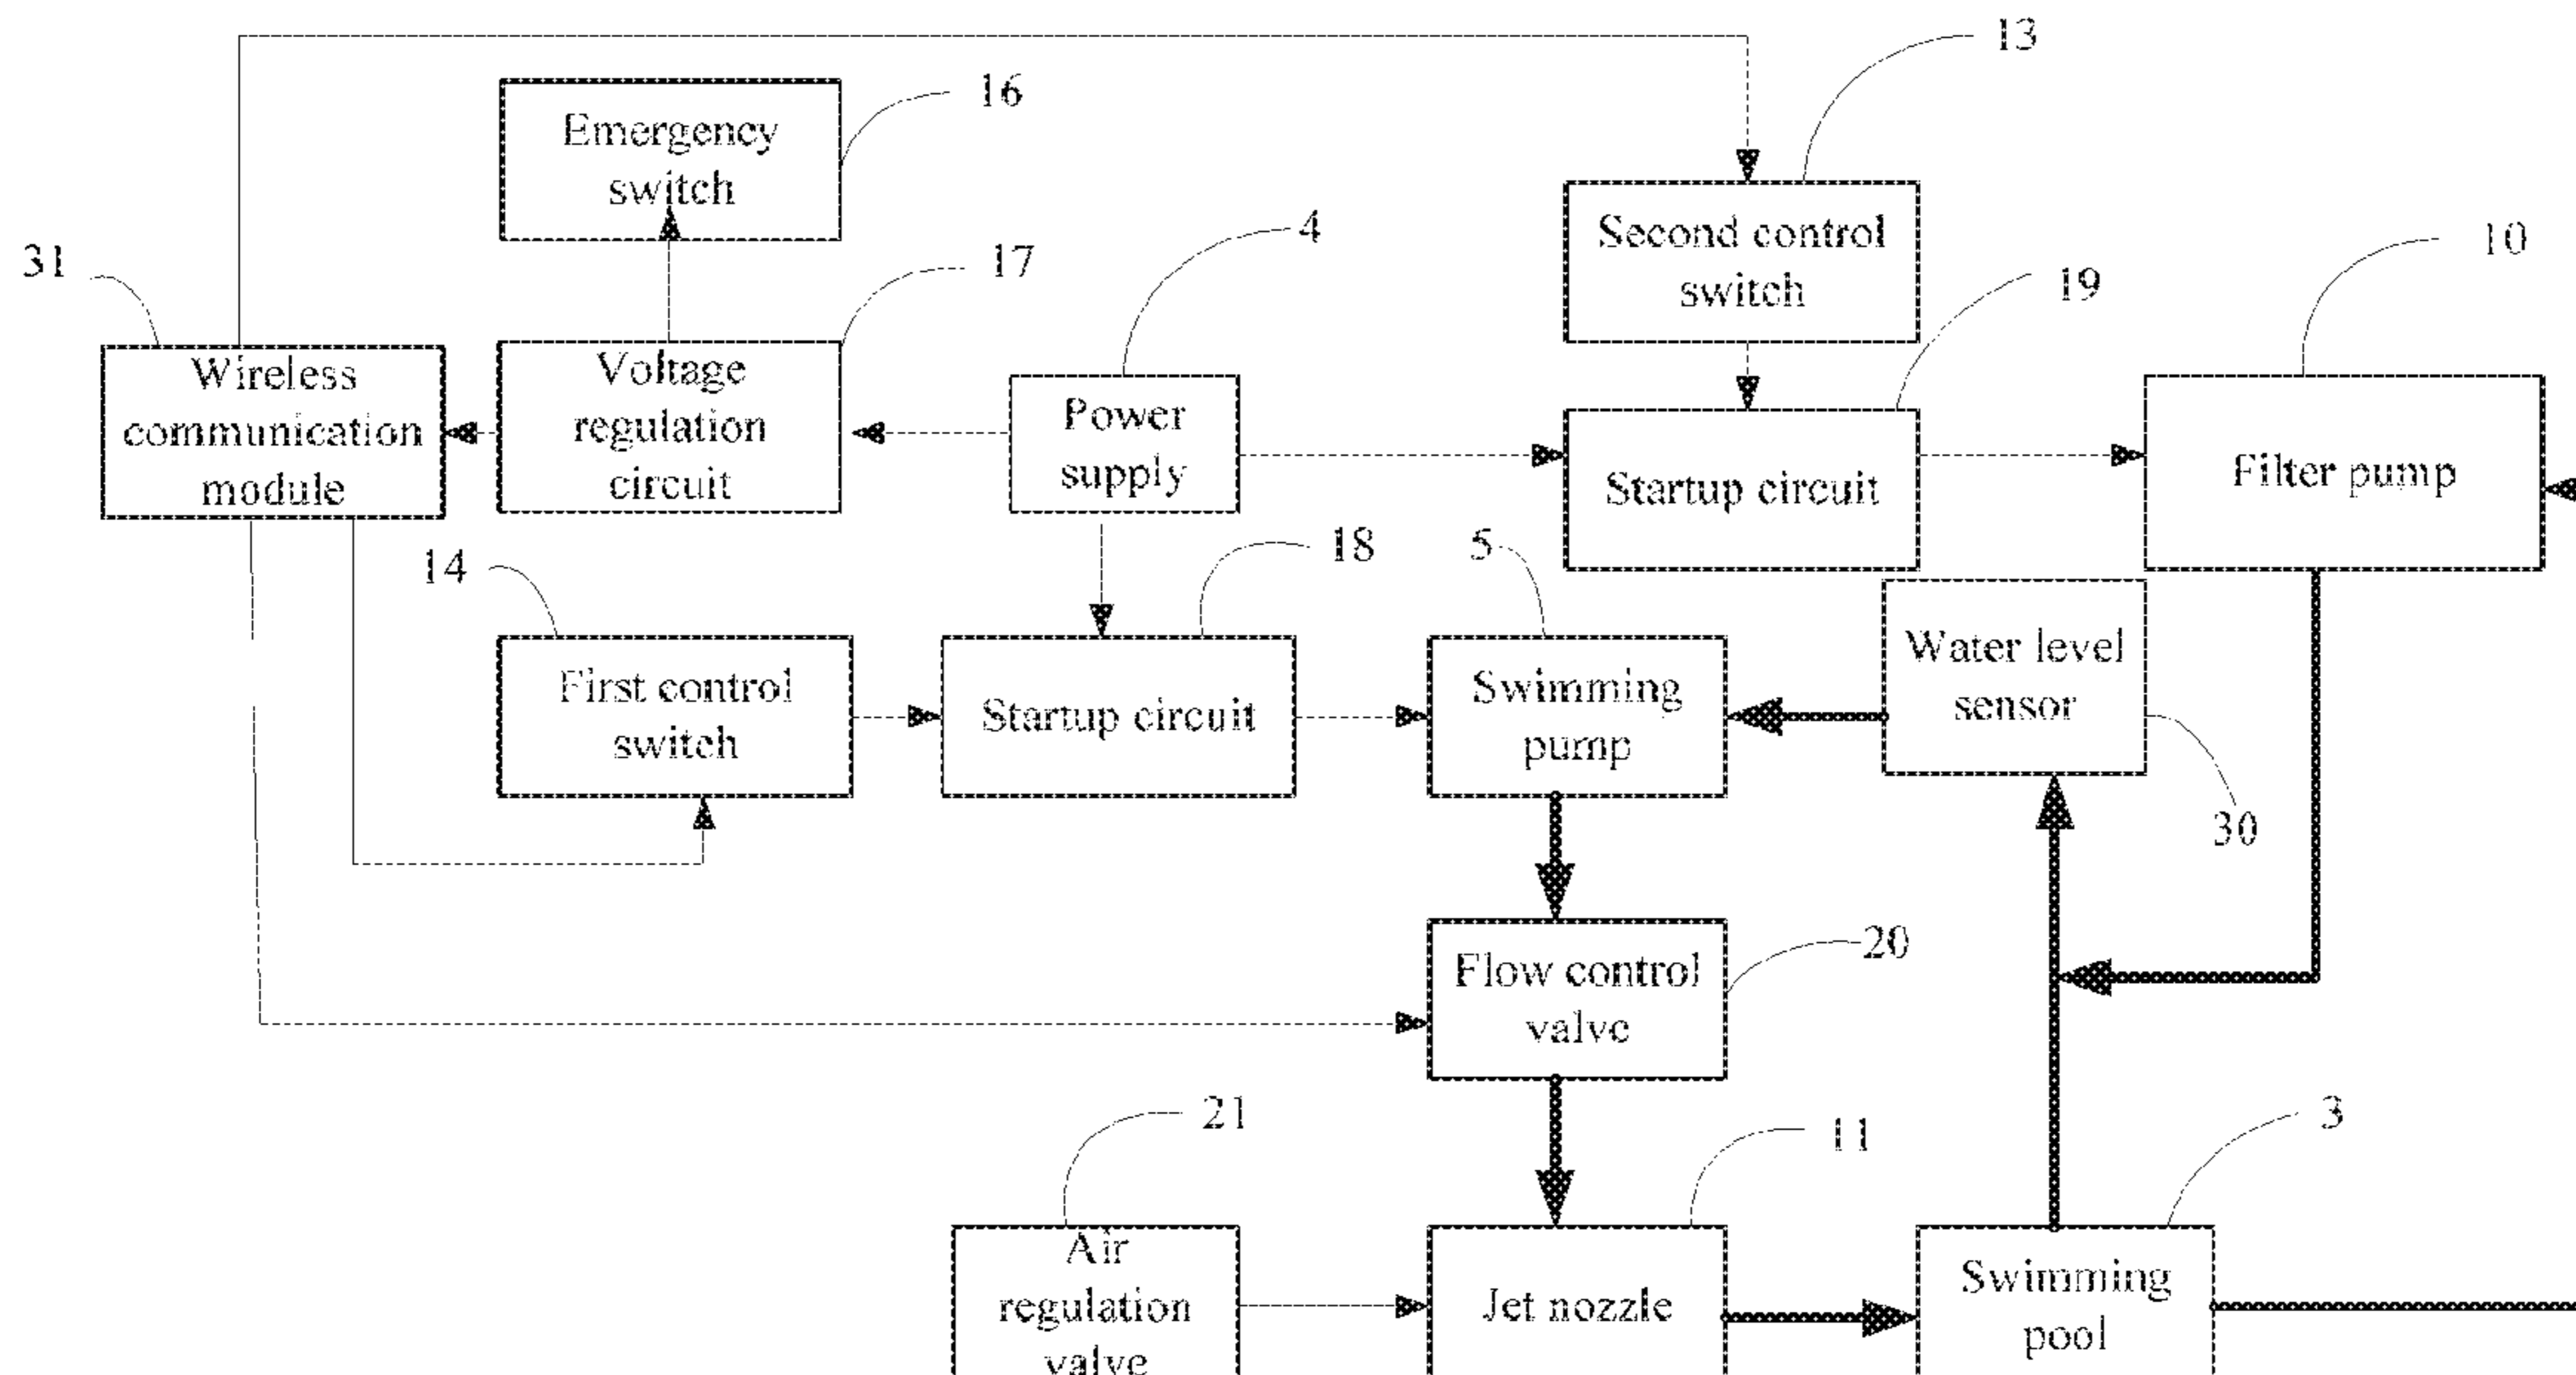 13
16
Emergency
switch
4
Second control
switch
10
31
17
19
Wireless
communication
module
Voltage
regulation
circuit
Power
supply
Startup circuit
Filter pump
14
18
5
First control
switch
Startup circuit
Swimming
pump
Water level
sensor
30
20
Flow control
valve
21
11
3
Air
regulation
valve
Jet nozzle
Swimming
pool